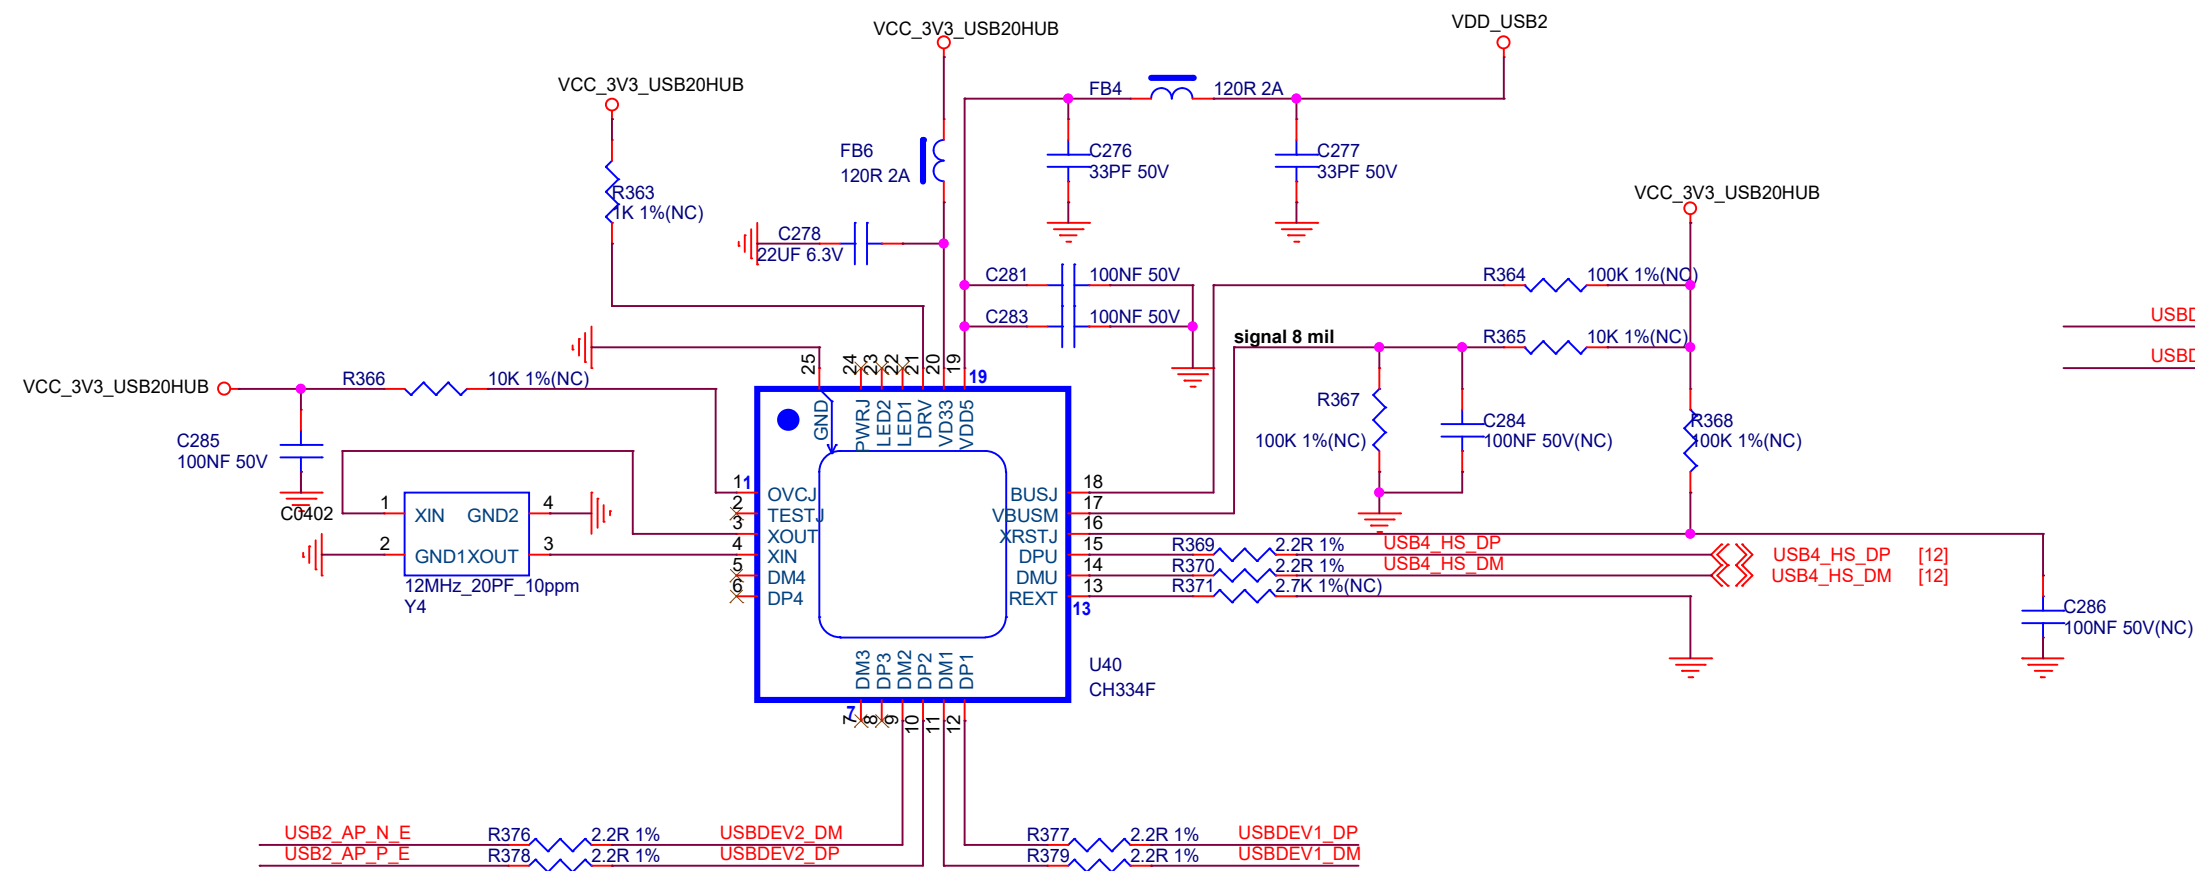 VCC_3V3_USB20HUB
VDD_USB2
VCC_3V3_USB20HUB
FB4
120R 2A
FB6
120R 2A
C276
33PF 50V
C277
33PF 50V
R363
1K 1%(NC)
VCC_3V3_USB20HUB
C278
22UF 6.3V
C281
100NF 50V
R364
100K 1%(NC)
C283
100NF 50V
USBD
signal 8 mil
R365
10K 1%(NC)
USBD
25
24
23
22
21
20
19
19
VCC_3V3_USB20HUB
R366
10K 1%(NC)
GND
PWRJ
LED2
LED1
DRV
VD33
VDD5
R367
100K 1%(NC)
C284
100NF 50V(NC)
R368
100K 1%(NC)
C285
100NF 50V
C0402
1
XIN
GND2
4
2
GND1
XOUT
3
12MHz_20PF_10ppm
Y4
1
1
OVCJ
2
TESTJ
3
XOUT
4
XIN
5
DM4
6
DP4
BUSJ
18
VBUSM
17
XRSTJ
16
DPU
15
DMU
14
REXT
13
13
R369
2.2R 1%
USB4_HS_DP
USB4_HS_DP
[12]
R370
2.2R 1%
USB4_HS_DM
USB4_HS_DM
[12]
R371
2.7K 1%(NC)
C286
100NF 50V(NC)
DM3
DP3
DM2
DP2
DM1
DP1
U40
CH334F
7
7
8
9
10
11
12
USB2_AP_N_E
R376
2.2R 1%
USBDEV2_DM
R377
2.2R 1%
USBDEV1_DP
USB2_AP_P_E
R378
2.2R 1%
USBDEV2_DP
R379
2.2R 1%
USBDEV1_DM